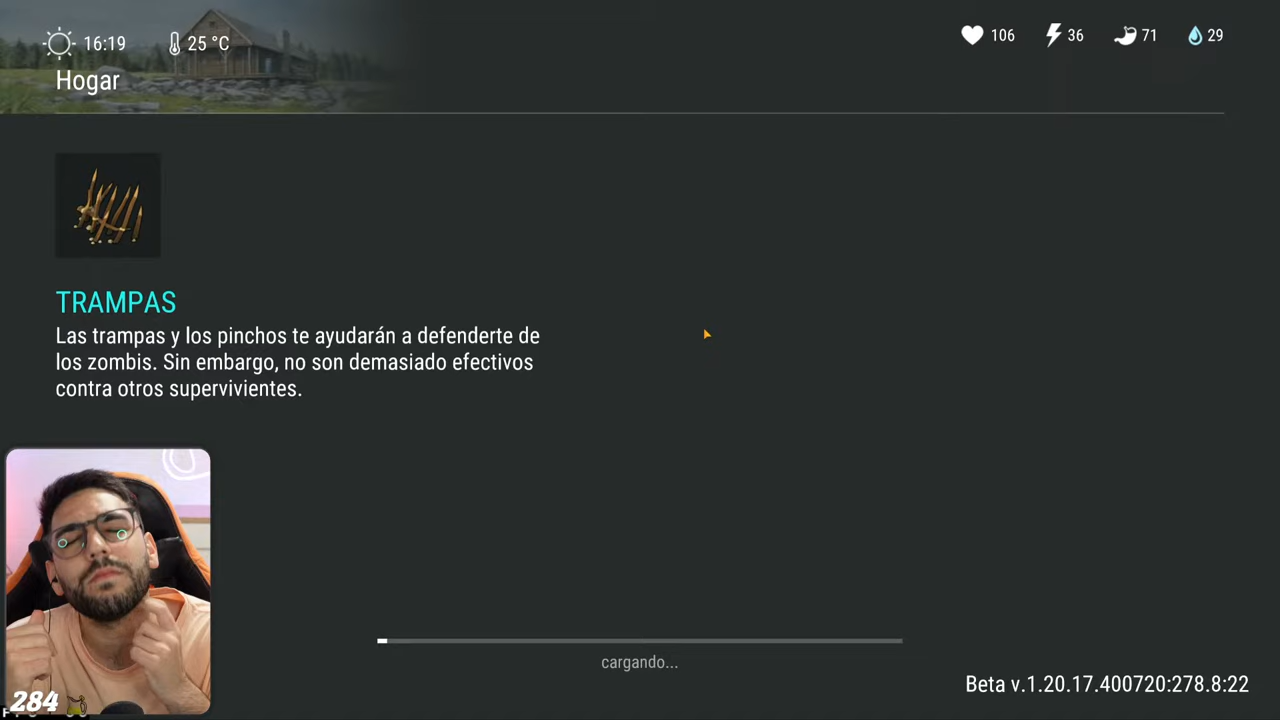 16:19
25 °C
106
36
71
29
Hogar
TRAMPAS
Las trampas y los pinchos te ayudarán a defenderte de
los zombis. Sin embargo, no son demasiado efectivos
contra otros supervivientes.
cargando...
Beta v.1.20.17.400720:278.8:22
284